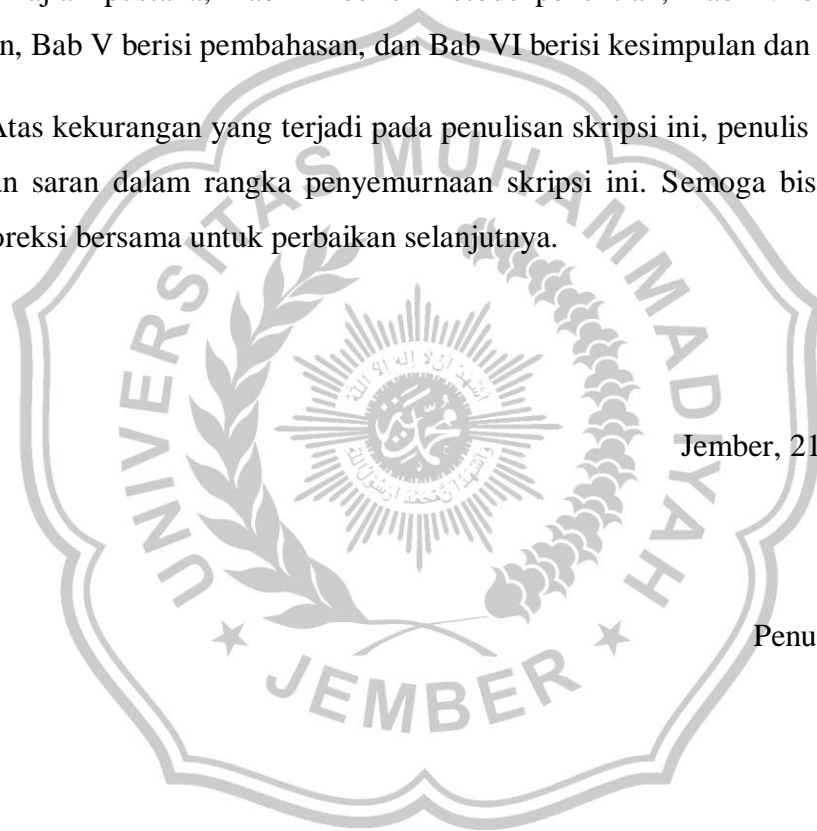 n, Bab V berisi pembahasan, dan Bab VI berisi kesimpulan dan
Atas kekurangan yang terjadi pada penulisan skripsi ini, penulis
an saran dalam rangka penyemurnaan skripsi ini. Semoga bis
oreksi bersama untuk perbaikan selanjutnya.
UNIVERSITAS MUHAMMADIYAH
Jember, 21
Penu
JEMBER